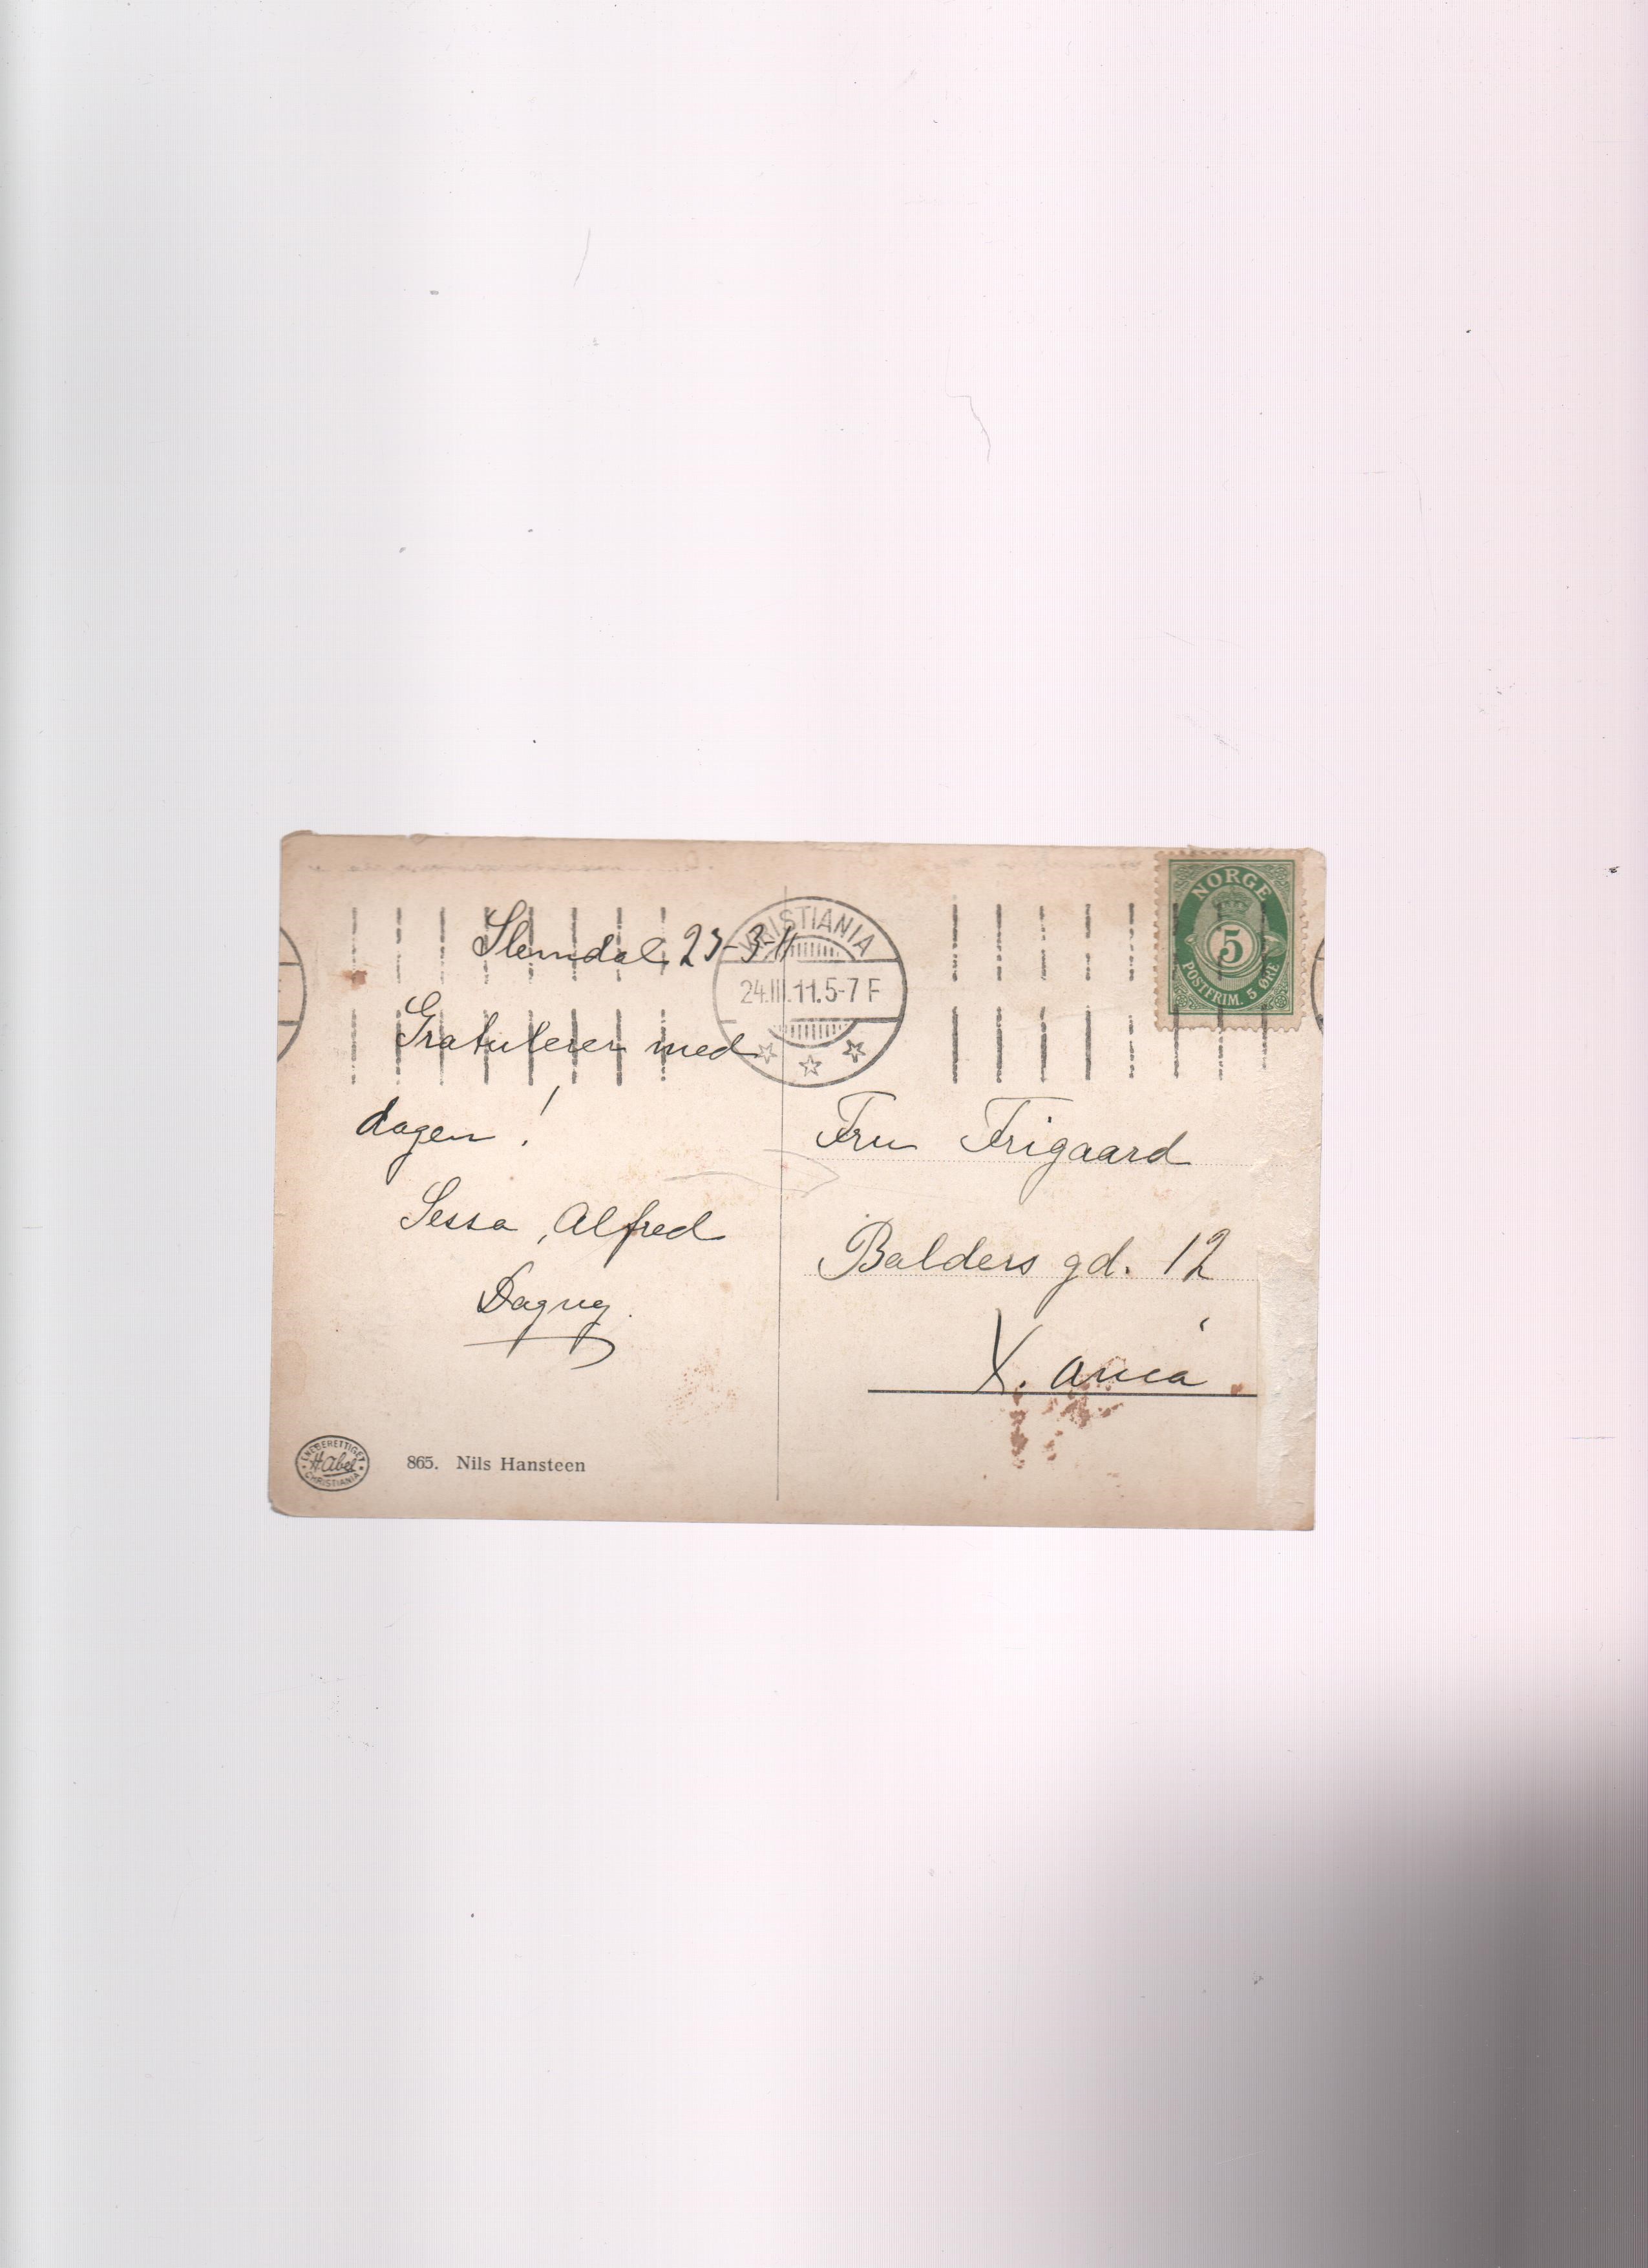 Slemdal 23-3-11
Gratulerer med
dagen!
Sessa, Alfred
Dagny.
ENEBERETTIGET
H Abel
CHRISTIANIA
865. Nils Hansteen
KRISTIANIA
24.III.11.5-7 F
NORGE
5
POSTFRIM. 5 ØRE
Fru Frigaard
Balders gd. 12
X. ania.